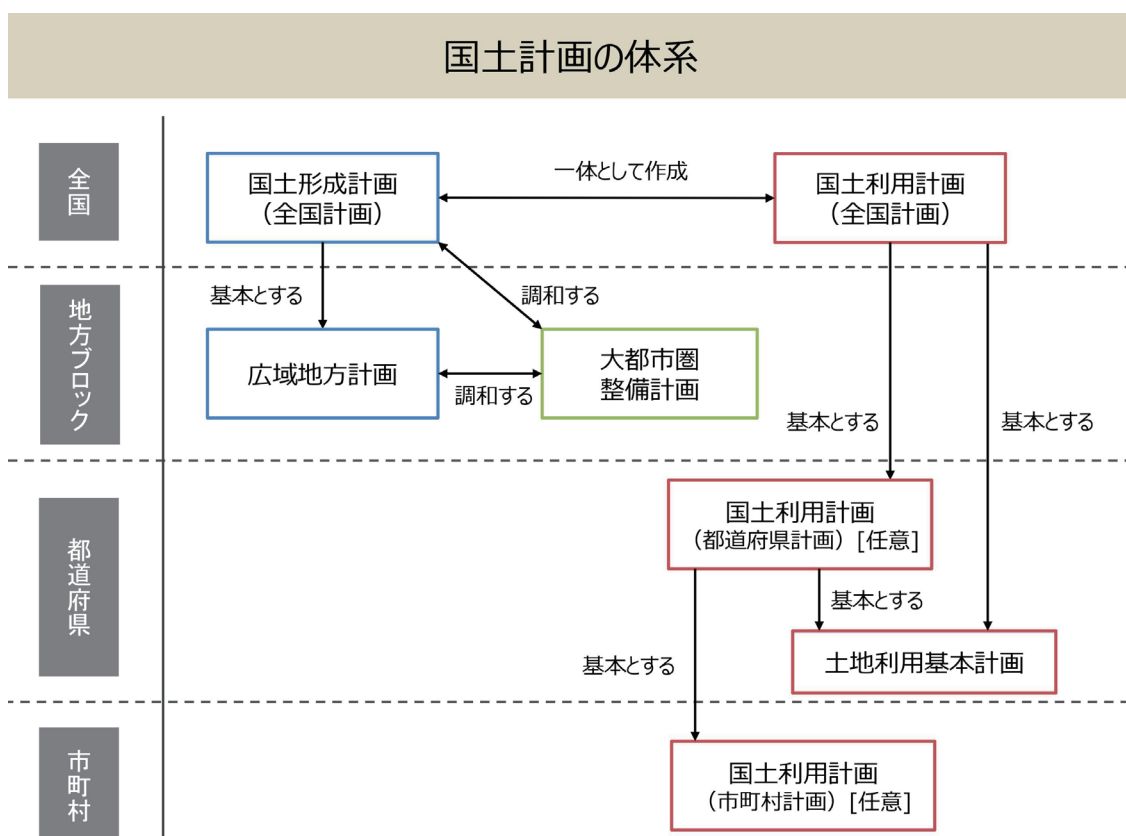 国土計画の体系
全国
国土形成計画
（全国計画）
一体として作成
国土利用計画
（全国計画）
地方ブロック
基本とする
調和する
広域地方計画
調和する
大都市圏
整備計画
基本とする
基本とする
都道府県
国土利用計画
（都道府県計画）[任意]
基本とする
基本とする
土地利用基本計画
市町村
国土利用計画
（市町村計画）[任意]